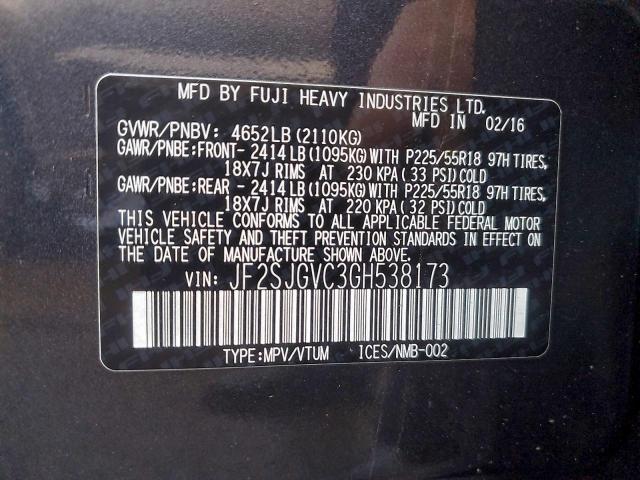 MFD BY FUJI HEAVY INDUSTRIES LTD.
MFD IN 02/16
GVWR/PNBV: 4652LB(2110KG)
GAWR/PNBE:FRONT- 2414LB(1095KG)WITH P225/55R18 97H TIRES,
18X7J RIMS AT 230 KPA( 33 PSI)COLD
GAWR/PNBE:REAR - 2414LB(1095KG)WITH P225/55R18 97H TIRES,
18X7J RIMS AT 220 KPA( 32 PSI)COLD
THIS VEHICLE CONFORMS TO ALL APPLICABLE FEDERAL MOTOR
VEHICLE SAFETY AND THEFT PREVENTION STANDARDS IN EFFECT ON
THE DATE OF MANUFACTURE SHOWN ABOVE.
VIN: JF2SJGVC3GH538173
TYPE:MPV/VTUM ICES/NMB-002